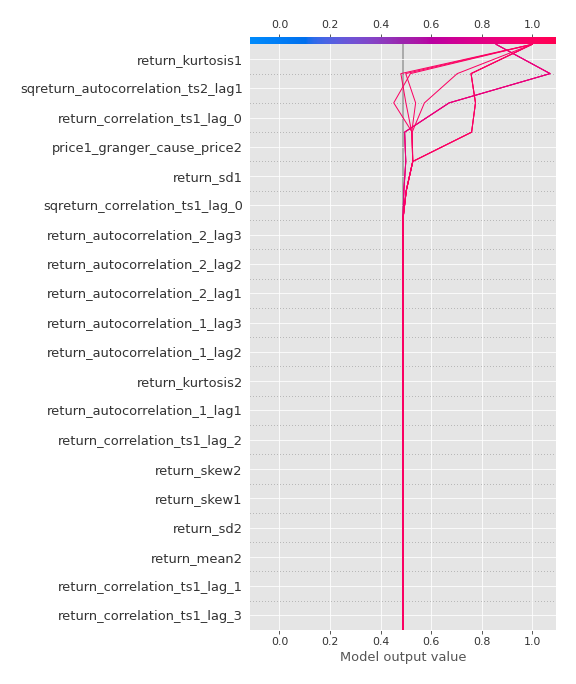 0.0 0.2 0.4 0.6 0.8 1.0
return_kurtosis1
sqreturn_autocorrelation_ts2_lag1
return_correlation_ts1_lag_0
price1_granger_cause_price2
return_sd1
sqreturn_correlation_ts1_lag_0
return_autocorrelation_2_lag3
return_autocorrelation_2_lag2
return_autocorrelation_2_lag1
return_autocorrelation_1_lag3
return_autocorrelation_1_lag2
return_kurtosis2
return_autocorrelation_1_lag1
return_correlation_ts1_lag_2
return_skew2
return_skew1
return_sd2
return_mean2
return_correlation_ts1_lag_1
return_correlation_ts1_lag_3
0.0 0.2 0.4 0.6 0.8 1.0
Model output value